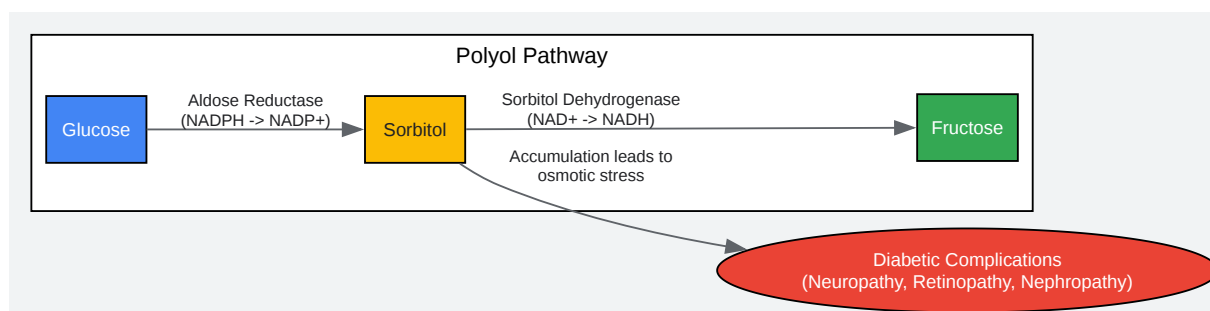 Polyol Pathway
Glucose
Aldose Reductase
(NADPH -> NADP+)
Sorbitol
Sorbitol Dehydrogenase
(NAD+ -> NADH)
Fructose
Accumulation leads to
osmotic stress
Diabetic Complications
(Neuropathy, Retinopathy, Nephropathy)